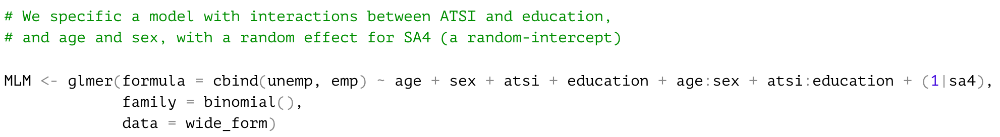 # We specific a model with interactions between ATSI and education,
# and age and sex, with a random effect for SA4 (a random-intercept)
MLM <- glmer(formula = cbind(unemp, emp) ~ age + sex + atsi + education + age:sex + atsi:education + (1|sa4),
family = binomial(),
data = wide_form)